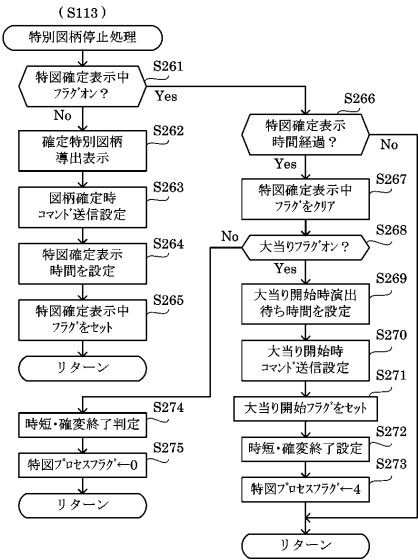 (S113)
特別図柄停止処理
S261
特図確定表示中
フラグオン？
Yes
No
S262
確定特別図柄
導出表示
S263
図柄確定時
コマンド送信設定
S264
特図確定表示
時間を設定
S265
特図確定表示中
フラグをセット
リターン
S266
特図確定表示
時間経過？
No
Yes
S267
特図確定表示中
フラグをクリア
S268
大当りフラグオン？
No
Yes
S269
大当り開始時演出
待ち時間を設定
S270
大当り開始時
コマンド送信設定
S271
大当り開始フラグをセット
S272
時短・確変終了設定
S273
特図プロセスフラグ←4
リターン
S274
時短・確変終了判定
S275
特図プロセスフラグ←0
リターン